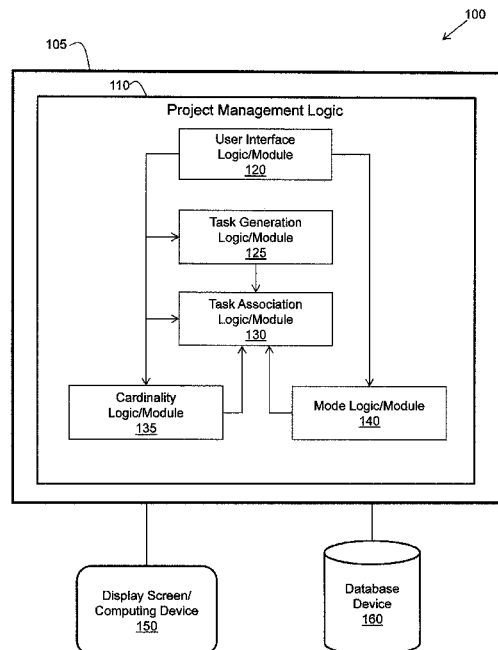 100
105
110
Project Management Logic
User Interface
Logic/Module
120
Task Generation
Logic/Module
125
Task Association
Logic/Module
130
Cardinality
Logic/Module
135
Mode Logic/Module
140
Display Screen/
Computing Device
150
Database
Device
160